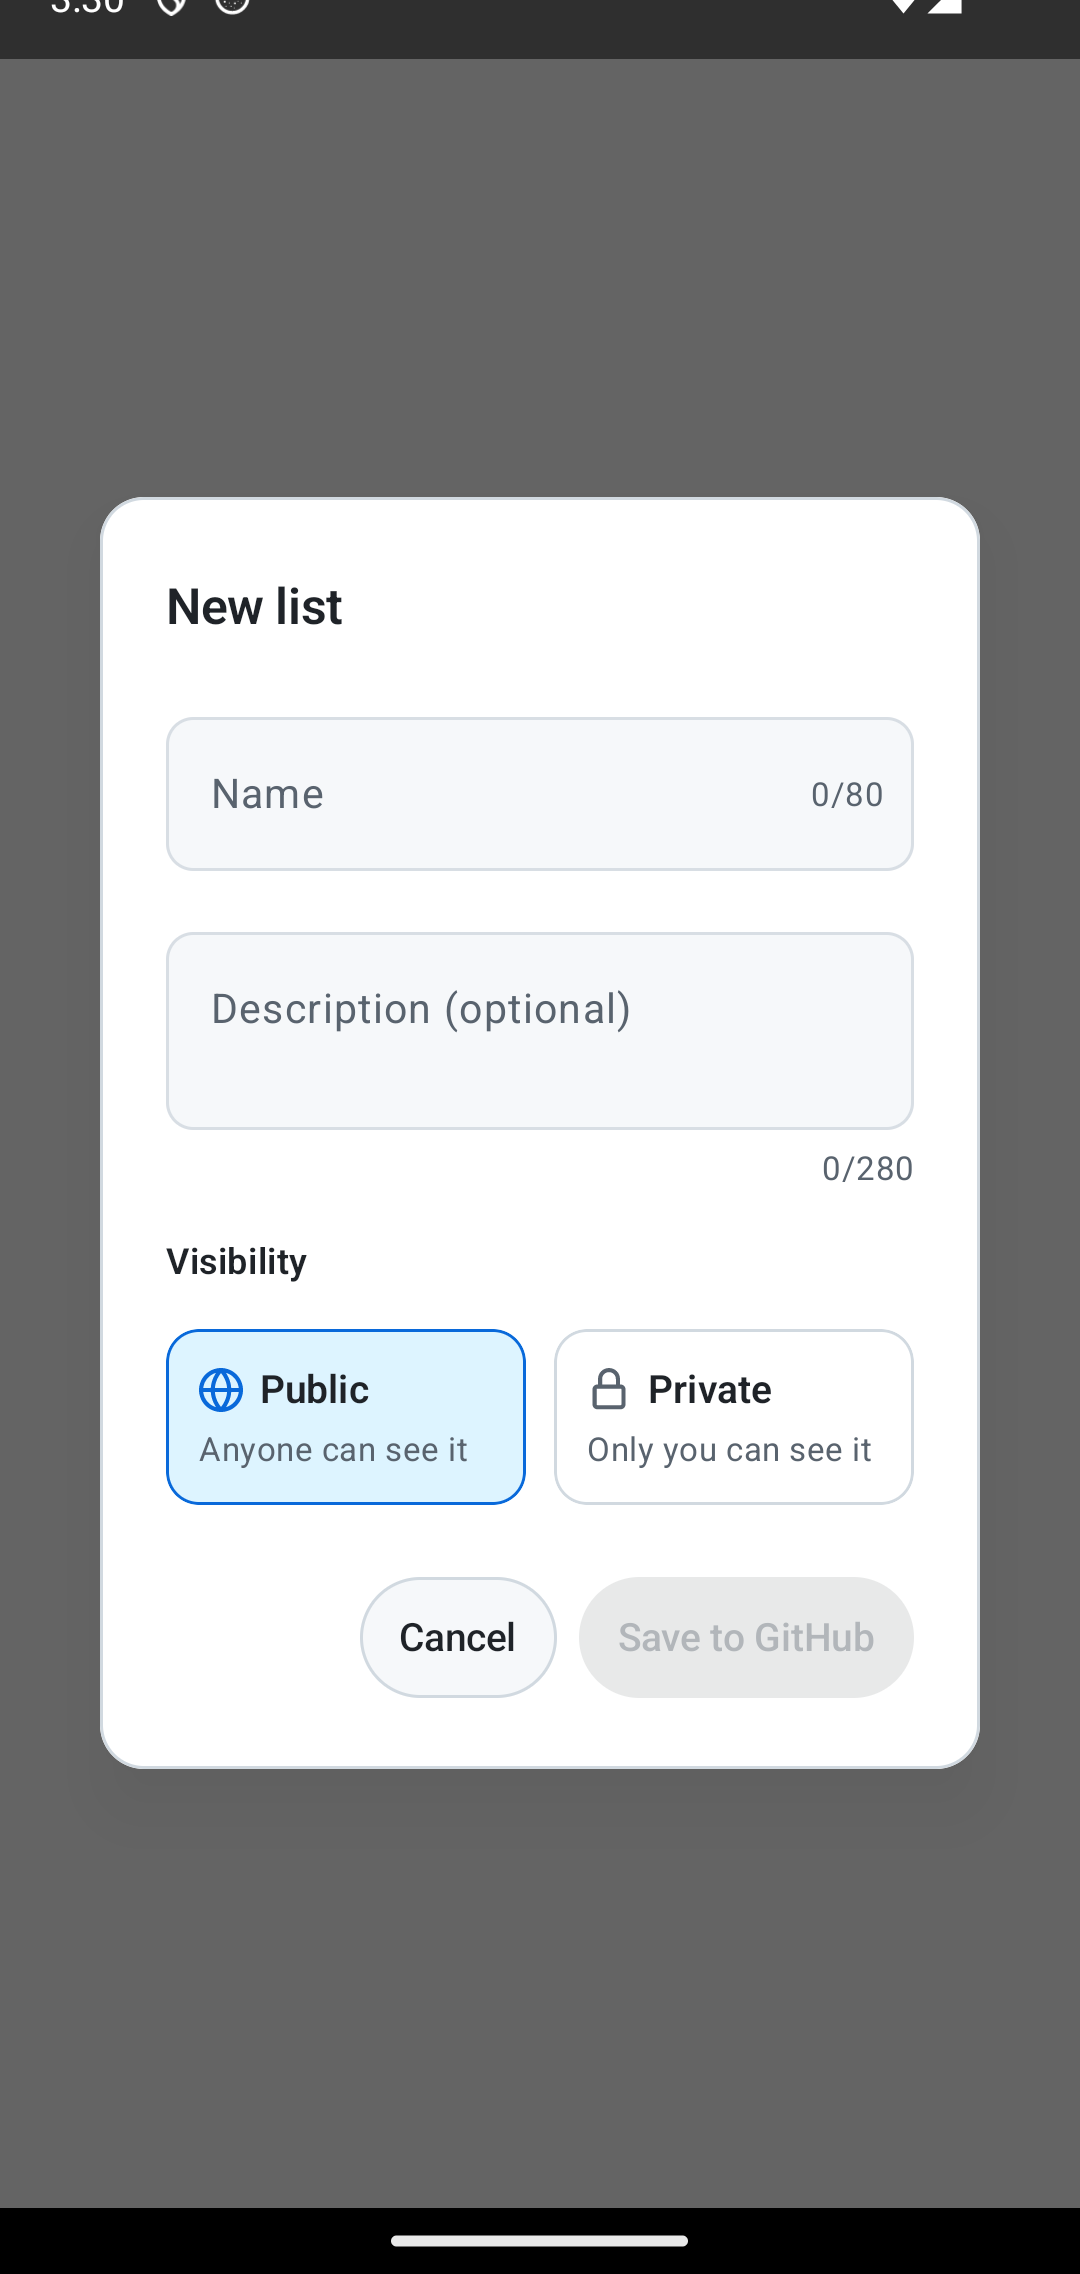 New list
Name
0/80
Description (optional)
0/280
Visibility
Public
Anyone can see it
Private
Only you can see it
Cancel
Save to GitHub